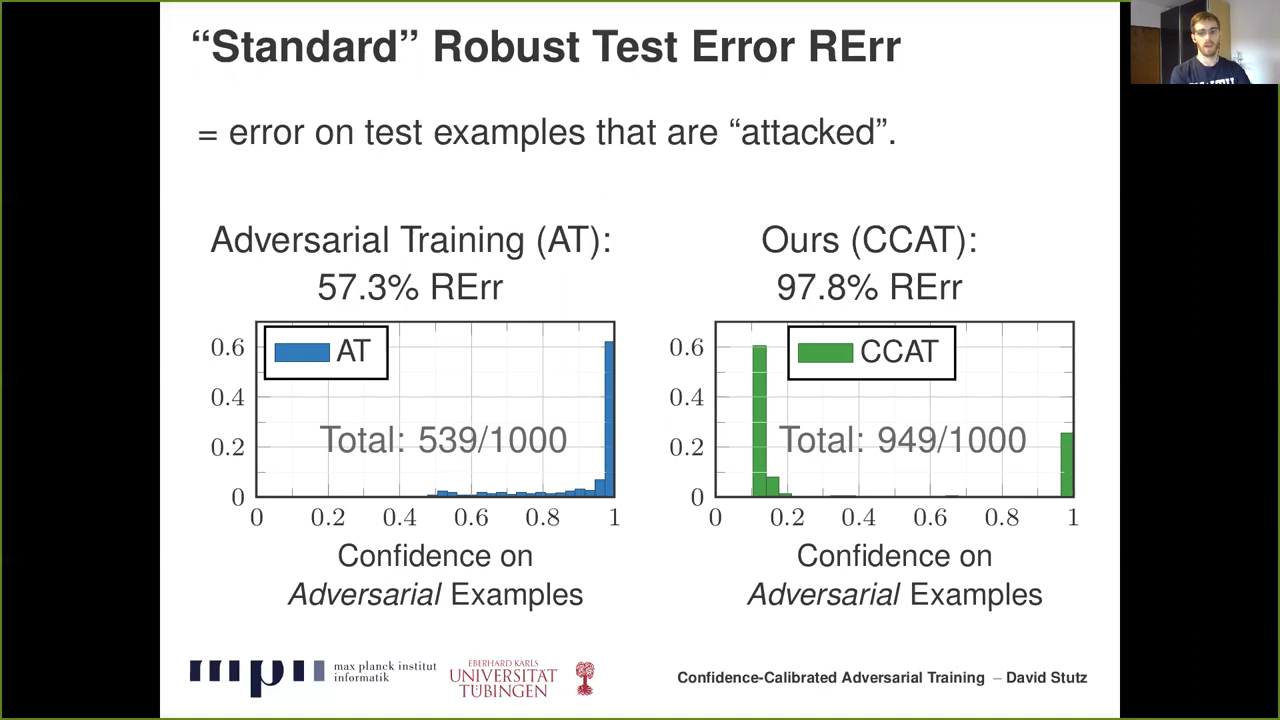 “Standard” Robust Test Error RErr
= error on test examples that are “attacked”.
Adversarial Training (AT):
57.3% RErr
0.6
0.4
0.2
0
AT
Total: 539/1000
0 0.2 0.4 0.6 0.8 1
Confidence on
Adversarial Examples
Ours (CCAT):
97.8% RErr
0.6
0.4
0.2
0
CCAT
Total: 949/1000
0 0.2 0.4 0.6 0.8 1
Confidence on
Adversarial Examples
max planck institut
informatik
EBERHARD KARLS
UNIVERSITÄT
TÜBINGEN
Confidence-Calibrated Adversarial Training – David Stutz